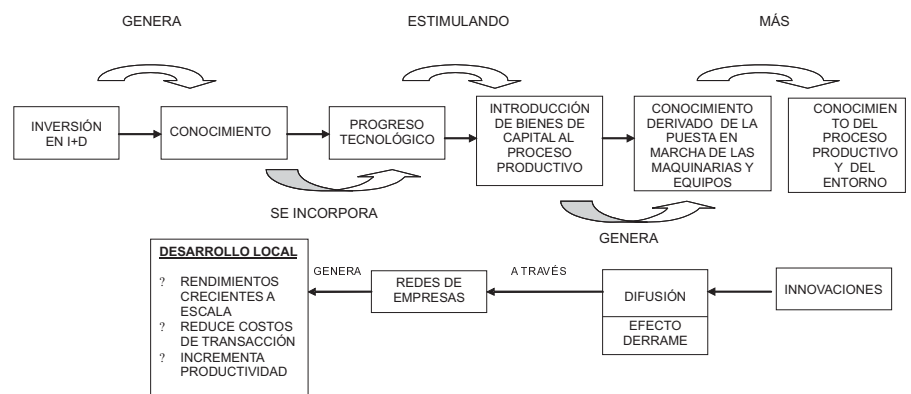 GENERA
ESTIMULANDO
MÁS
INVERSIÓN
EN I+D
CONOCIMIENTO
PROGRESO
TECNOLÓGICO
INTRODUCCIÓN
DE BIENES DE
CAPITAL AL
PROCESO
PRODUCTIVO
CONOCIMIENTO
DERIVADO DE LA
PUESTA EN
MARCHA DE LAS
MAQUINARIAS Y
EQUIPOS
CONOCIMIEN
TO DEL
PROCESO
PRODUCTIVO
Y DEL
ENTORNO
SE INCORPORA
GENERA
DESARROLLO LOCAL
? RENDIMIENTOS
CRECIENTES A
ESCALA
? REDUCE COSTOS
DE TRANSACCIÓN
? INCREMENTA
PRODUCTIVIDAD
GENERA
REDES DE
EMPRESAS
A TRAVÉS
DIFUSIÓN
EFECTO
DERRAME
INNOVACIONES